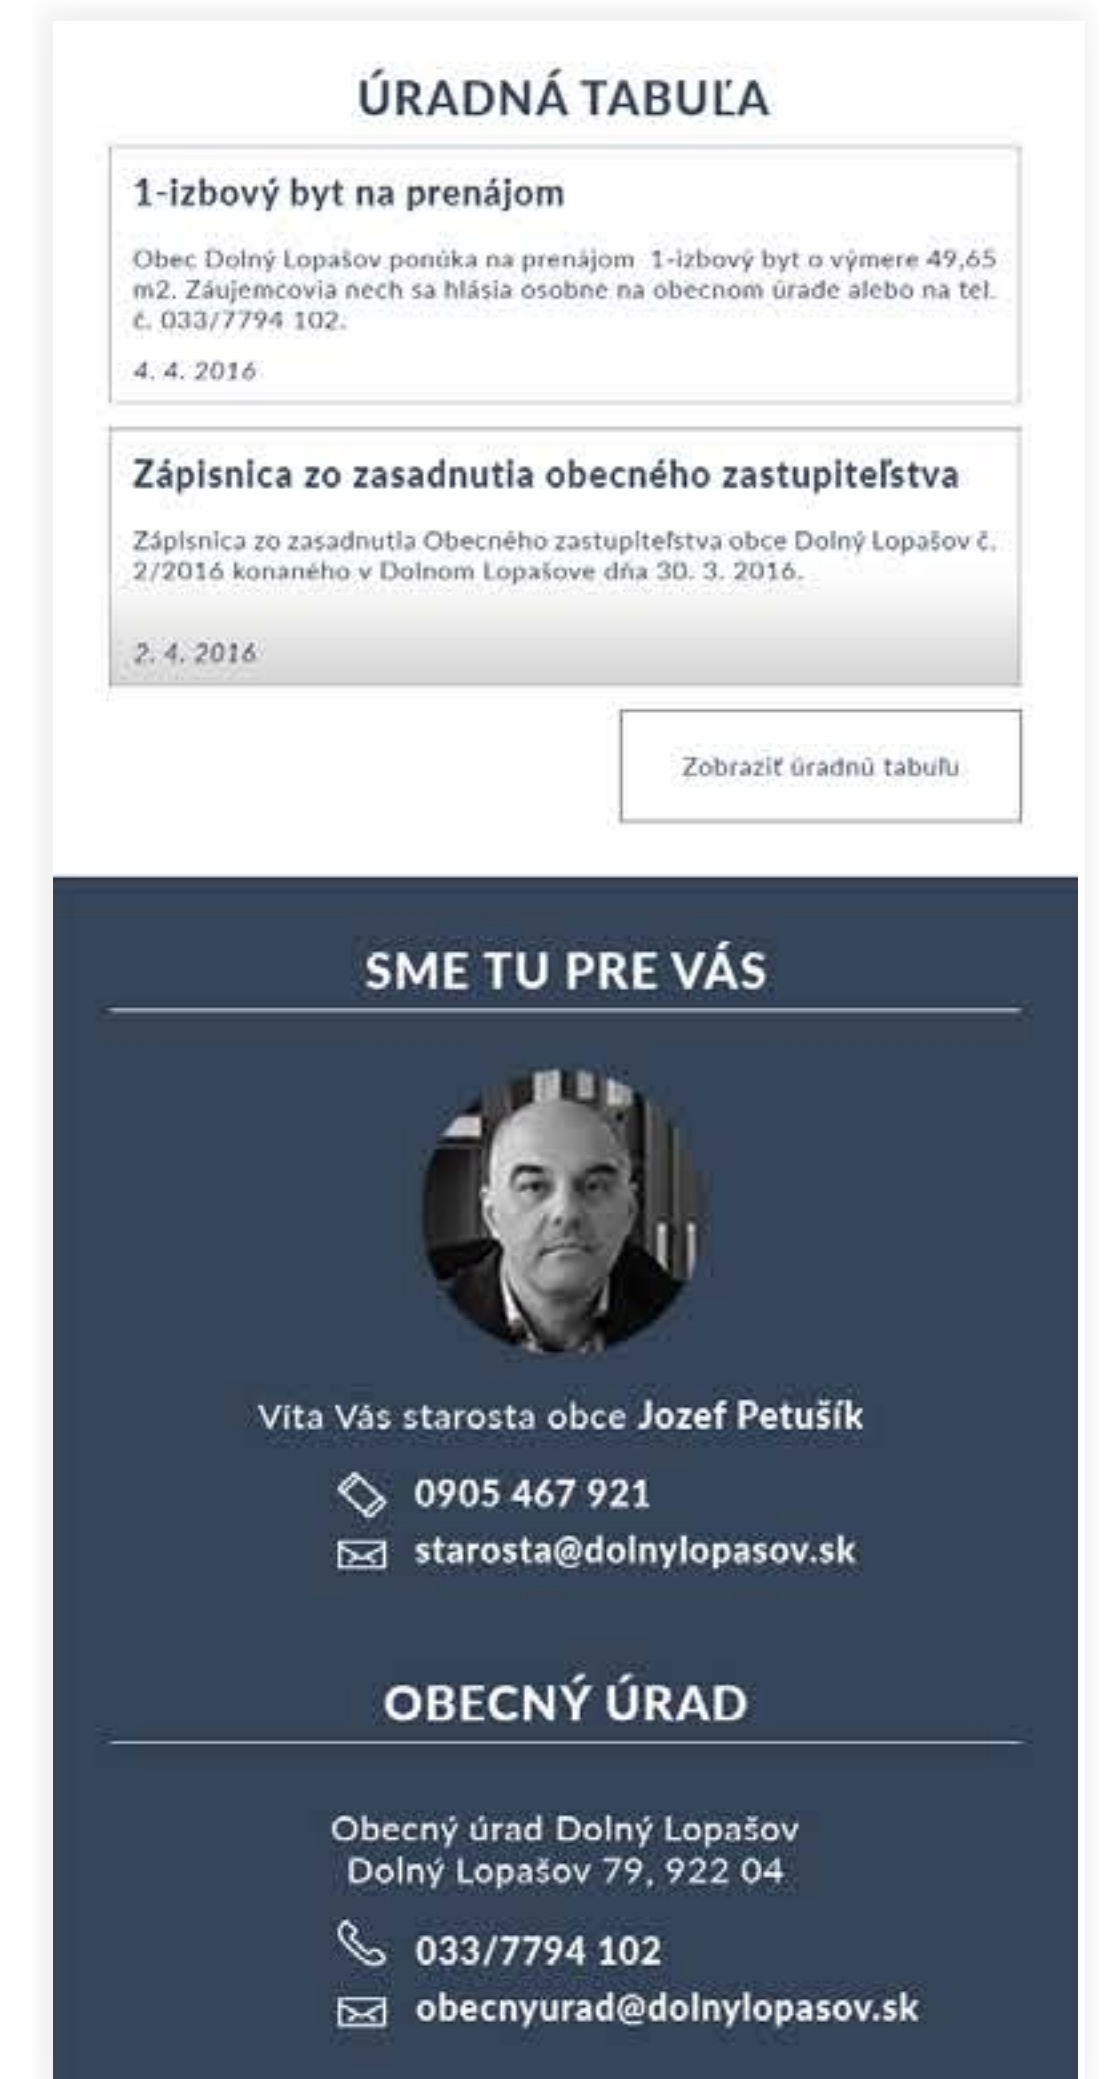 ÚRADNÁ TABUĽA
1-izbový byt na prenájom
Obec Dolný Lopašov ponúka na prenájom 1-izbový byt o výmere 49,65
m2. Záujemcovia nech sa hlásia osobne na obecnom úrade alebo na tel.
č. 033/7794 102.
4. 4. 2016
Zápisnica zo zasadnutia obecného zastupiteľstva
Zápisnica zo zasadnutia Obecného zastupiteľstva obce Dolný Lopašov č.
2/2016 konaného v Dolnom Lopašove dňa 30. 3. 2016.
2. 4. 2016
Zobraziť úradnú tabuľu
SME TU PRE VÁS
Víta Vás starosta obce Jozef Petušík
0905 467 921
starosta@dolnylopasov.sk
OBECNÝ ÚRAD
Obecný úrad Dolný Lopašov
Dolný Lopašov 79, 922 04
033/7794 102
obecnyurad@dolnylopasov.sk